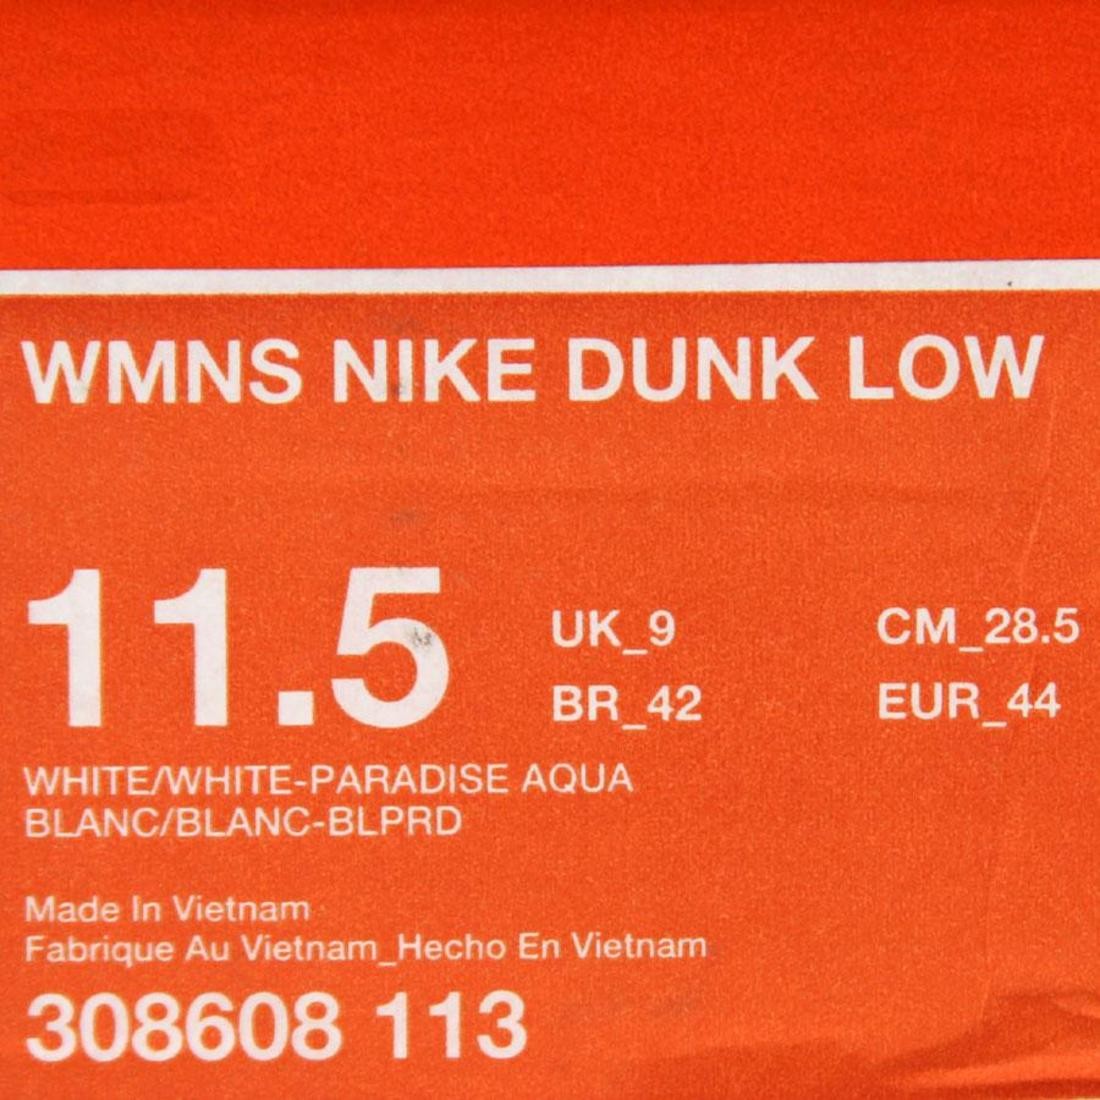 WMNS NIKE DUNK LOW
11.5 UK_9 CM_28.5
BR_42 EUR_44
WHITE/WHITE-PARADISE AQUA
BLANC/BLANC-BLPRD
Made In Vietnam
Fabrique Au Vietnam_Hecho En Vietnam
308608 113